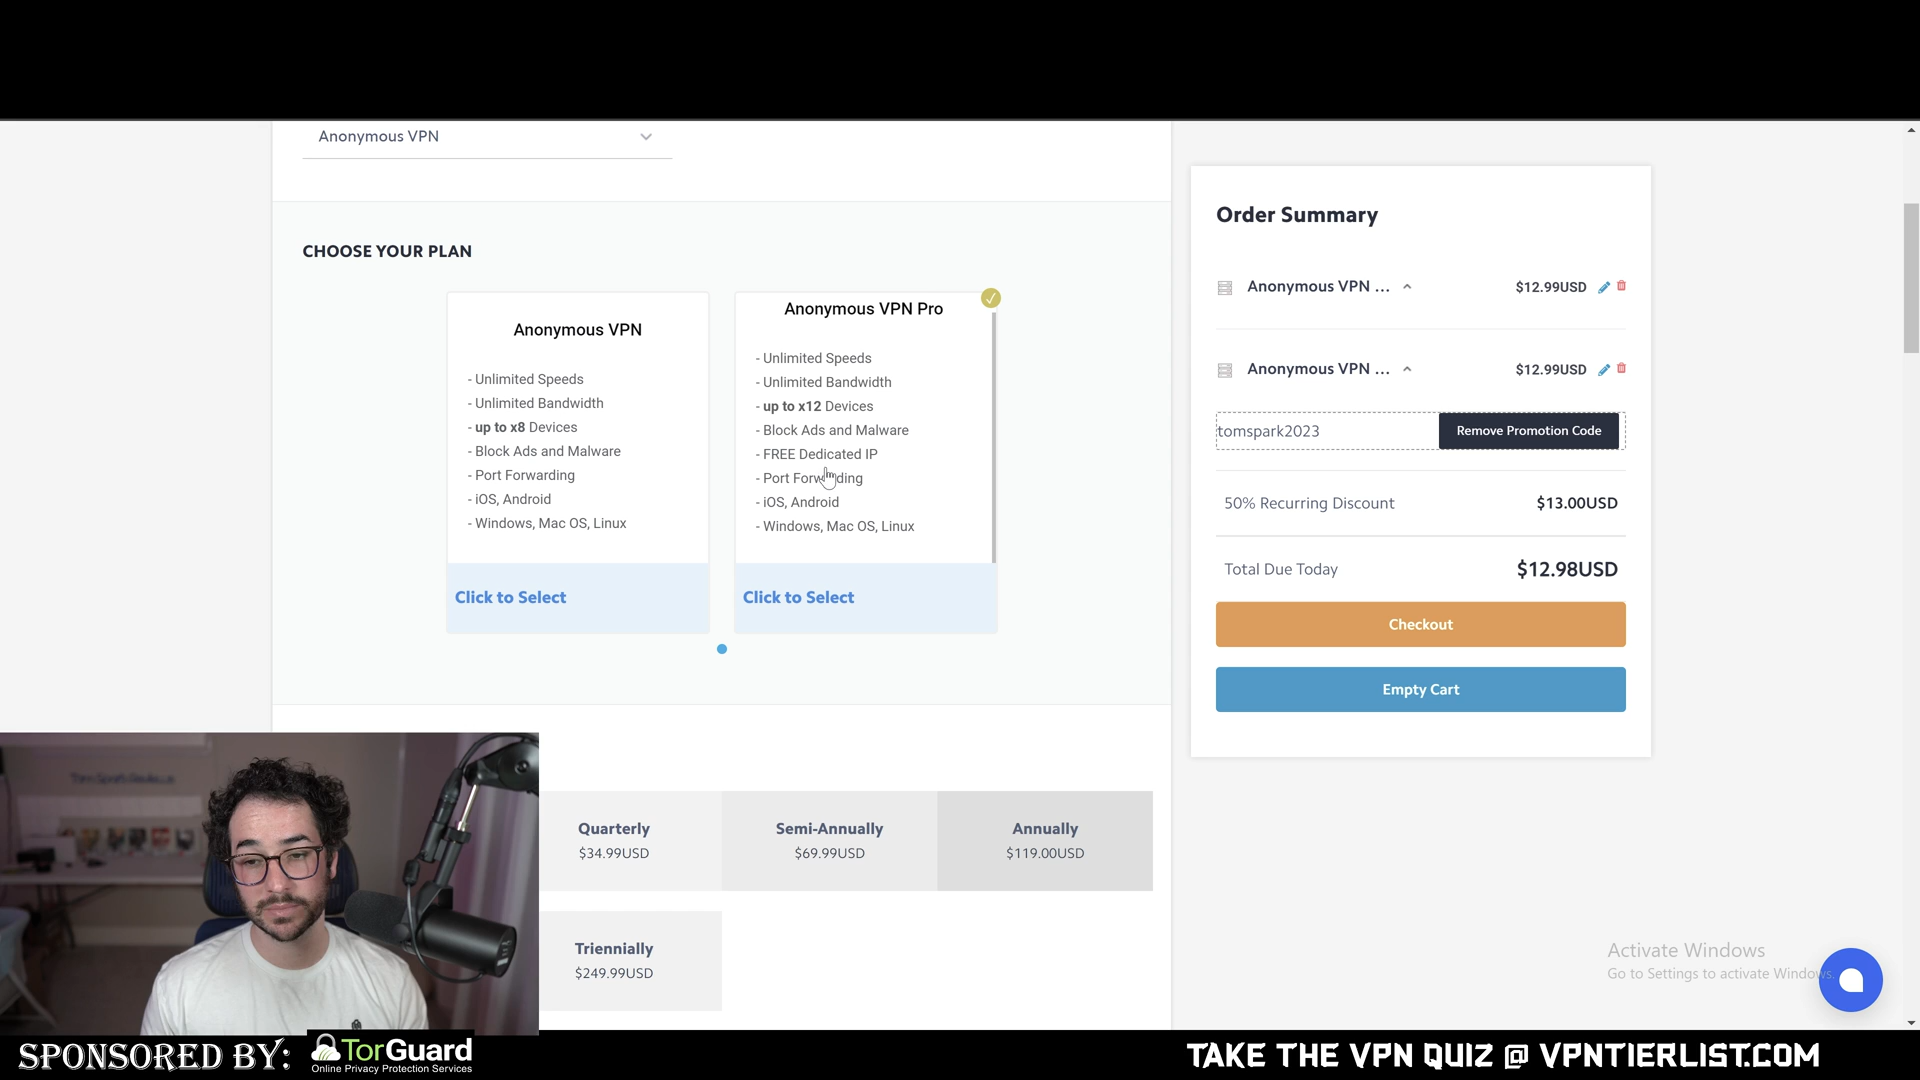 Anonymous VPN
CHOOSE YOUR PLAN
Anonymous VPN
- Unlimited Speeds
- Unlimited Bandwidth
- up to x8 Devices
- Block Ads and Malware
- Port Forwarding
- iOS, Android
- Windows, Mac OS, Linux
Click to Select
Anonymous VPN Pro
- Unlimited Speeds
- Unlimited Bandwidth
- up to x12 Devices
- Block Ads and Malware
- FREE Dedicated IP
- Port Forwarding
- iOS, Android
- Windows, Mac OS, Linux
Click to Select
Quarterly
$34.99USD
Semi-Annually
$69.99USD
Annually
$119.00USD
Triennially
$249.99USD
Order Summary
Anonymous VPN ... $12.99USD
Anonymous VPN ... $12.99USD
tomspark2023 Remove Promotion Code
50% Recurring Discount $13.00USD
Total Due Today $12.98USD
Checkout
Empty Cart
Activate Windows
Go to Settings to activate Windows.
SPONSORED BY: TorGuard
Online Privacy Protection Services
TAKE THE VPN QUIZ @ VPNTIERLIST.COM